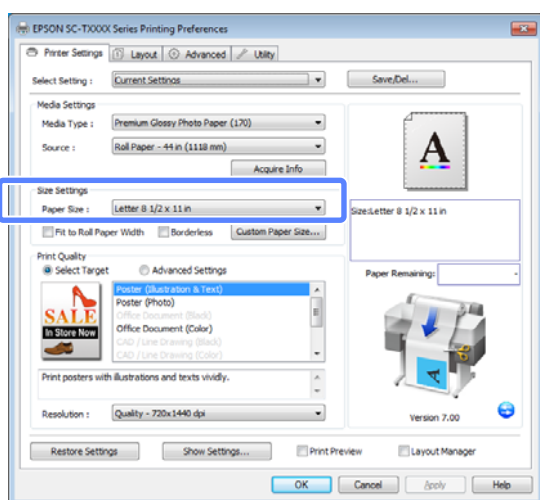 EPSON SC-TXXXX Series Printing Preferences
Printer Settings Layout Advanced Utility
Select Setting : Current Settings Save/Del...
Media Settings
Media Type : Premium Glossy Photo Paper (170)
Source : Roll Paper - 44 in (1118 mm)
Acquire Info
A
Size Settings
Paper Size : Letter 8 1/2 x 11 in
Size:Letter 8 1/2 x 11 in
Fit to Roll Paper Width Borderless Custom Paper Size...
Print Quality
Select Target Advanced Settings
Paper Remaining: -
SALE
In Store Now
Poster (Illustration & Text)
Poster (Photo)
Office Document (Black)
Office Document (Color)
CAD / Line Drawing (Black)
CAD / Line Drawing (Color)
A
Print posters with illustrations and texts vividly.
Resolution : Quality - 720x1440 dpi
Version 7.00
Restore Settings Show Settings... Print Preview Layout Manager
OK Cancel Apply Help